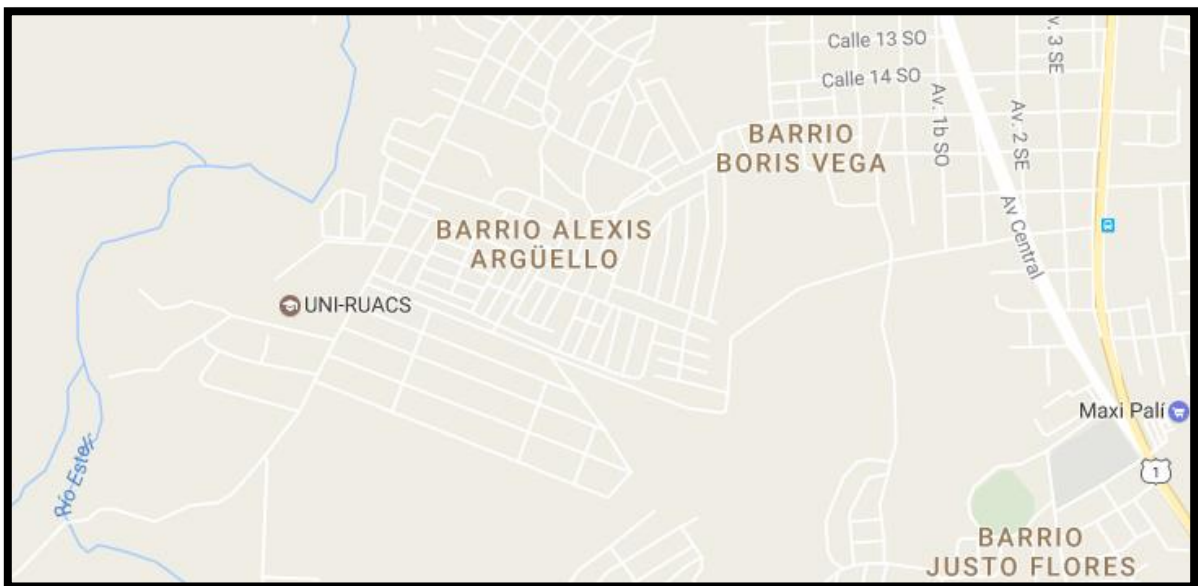 Calle 13 SO
Calle 14 SO
Av. 1b SO
Av. 2 SE
v. 3 SE
BARRIO
BORIS VEGA
BARRIO ALEXIS
ARGÜELLO
Av Central
UNI-RUACS
Maxi Palí
1
Río Estelí
BARRIO
JUSTO FLORES